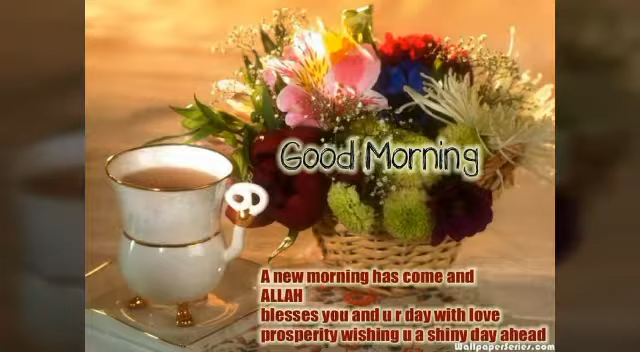 Good Morning
A new morning has come and
ALLAH
blesses you and u r day with love
prosperity wishing u a shiny day ahead
WallpaperSeries.com